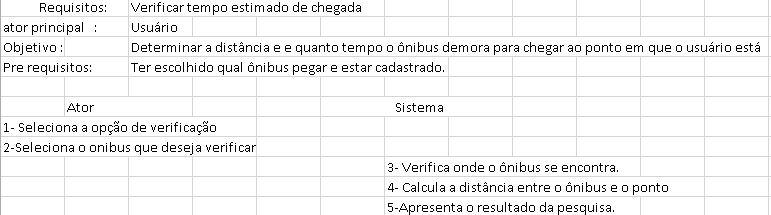 Requisitos: Verificar tempo estimado de chegada
ator principal : Usuário
Objetivo : Determinar a distância e e quanto tempo o ônibus demora para chegar ao ponto em que o usuário está
Pre requisitos: Ter escolhido qual ônibus pegar e estar cadastrado.
Ator Sistema
1- Seleciona a opção de verificação
2-Seleciona o onibus que deseja verificar
3- Verifica onde o ônibus se encontra.
4- Calcula a distância entre o ônibus e o ponto
5-Apresenta o resultado da pesquisa.